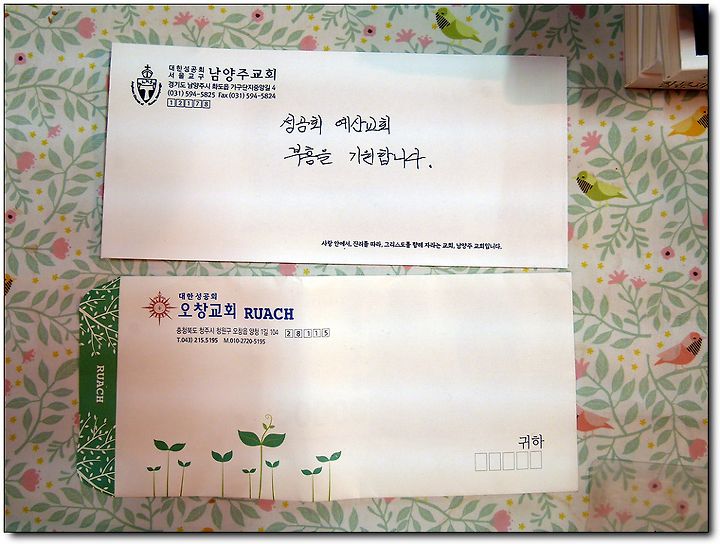 대한성공회
서울교구 남양주교회
경기도 남양주시 화도읍 가구단지중앙길 4
(031) 594-5825 Fax (031) 594-5824
12178
성공회 예산교회
부흥을 기원합니다.
사랑 안에서, 진리를 따라, 그리스도를 향해 자라는 교회, 남양주 교회입니다.
대한성공회
오창교회 RUACH
충청북도 청주시 청원구 오창읍 양청 1길 104 28115
T.043) 215.5195 M.010-2720-5195
RUACH
귀하